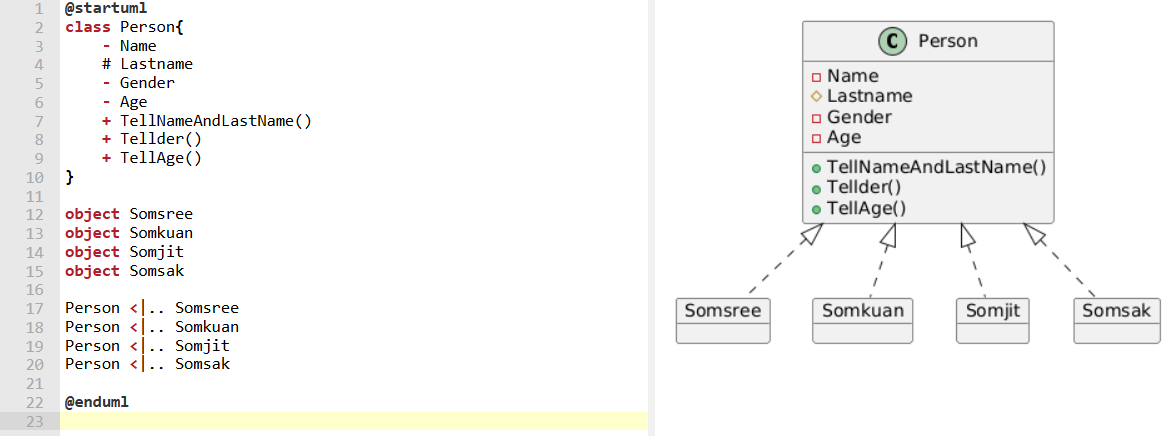 1 @startuml
2 class Person{
3 - Name
4 # Lastname
5 - Gender
6 - Age
7 + TellNameAndLastName()
8 + Tellder()
9 + TellAge()
10 }
11
12 object Somsree
13 object Somkuan
14 object Somjit
15 object Somsak
16
17 Person <|.. Somsree
18 Person <|.. Somkuan
19 Person <|.. Somjit
20 Person <|.. Somsak
21
22 @enduml
23
C Person
Name
Lastname
Gender
Age
TellNameAndLastName()
Tellder()
TellAge()
Somsree Somkuan Somjit Somsak